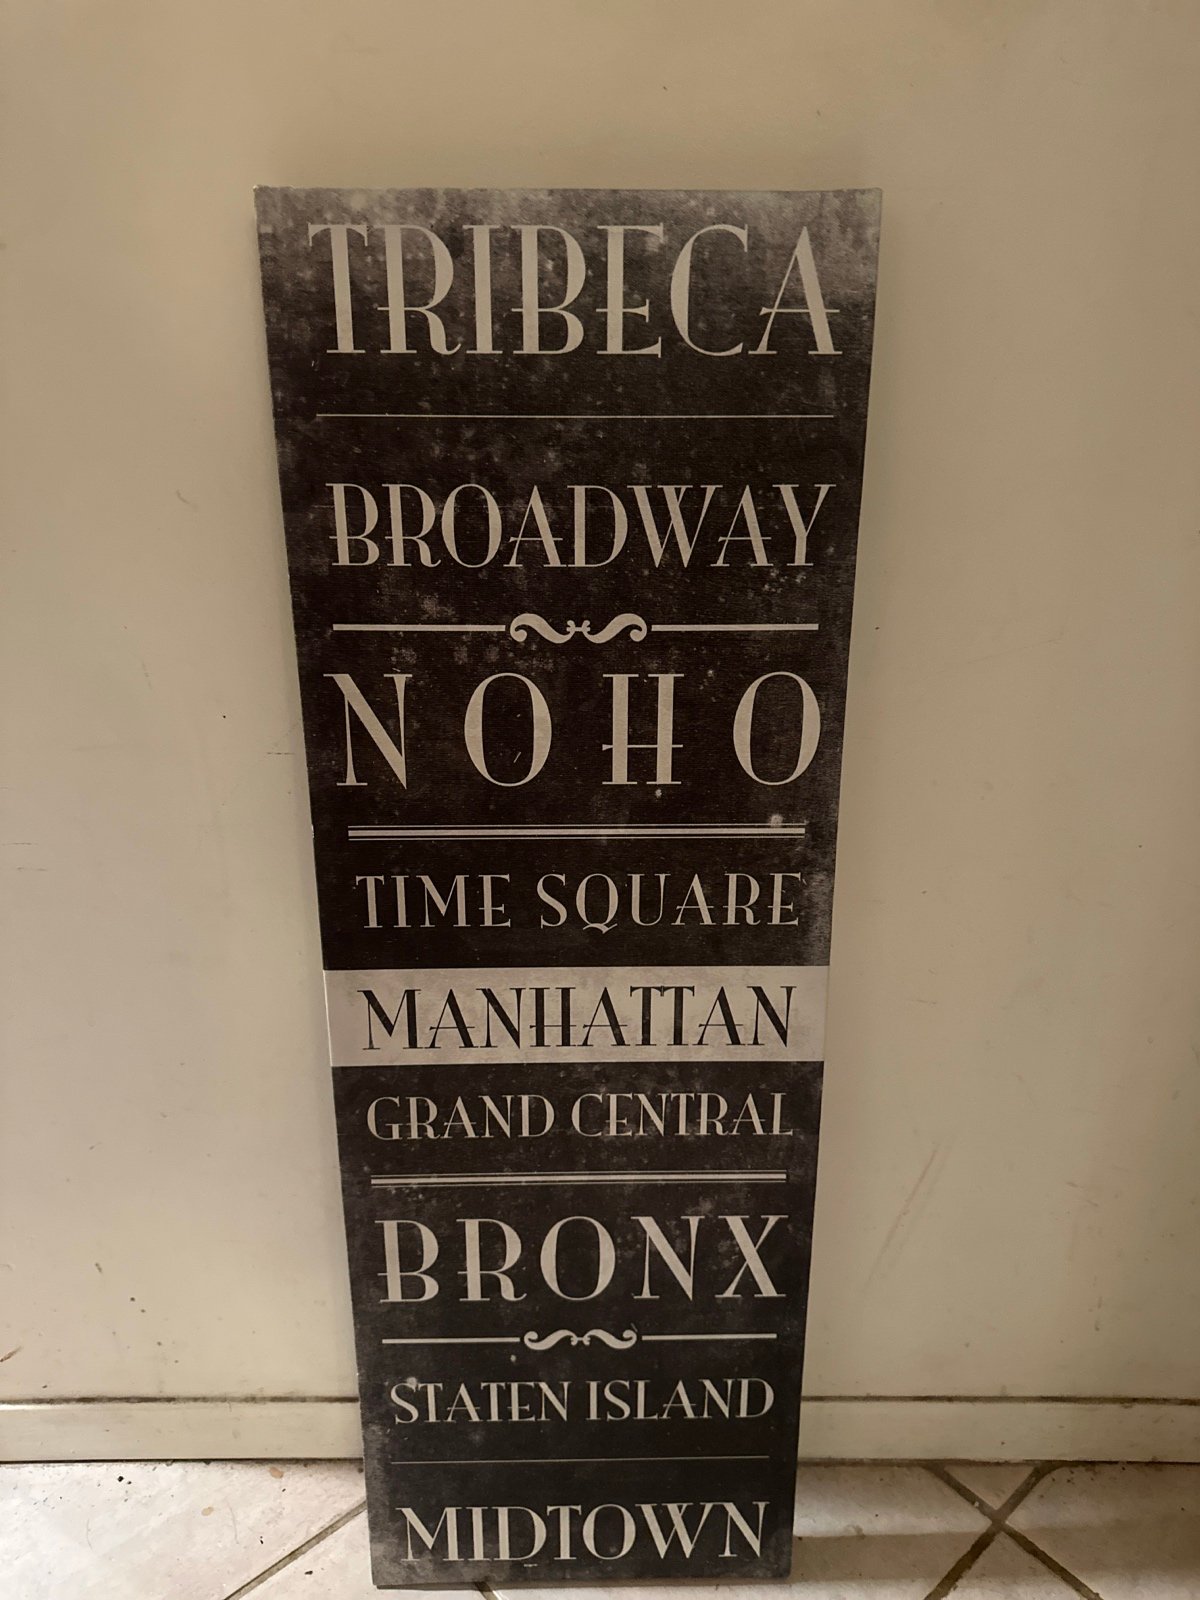 TRIBECA
BROADWAY
NOHO
TIME SQUARE
MANHATTAN
GRAND CENTRAL
BRONX
STATEN ISLAND
MIDTOWN